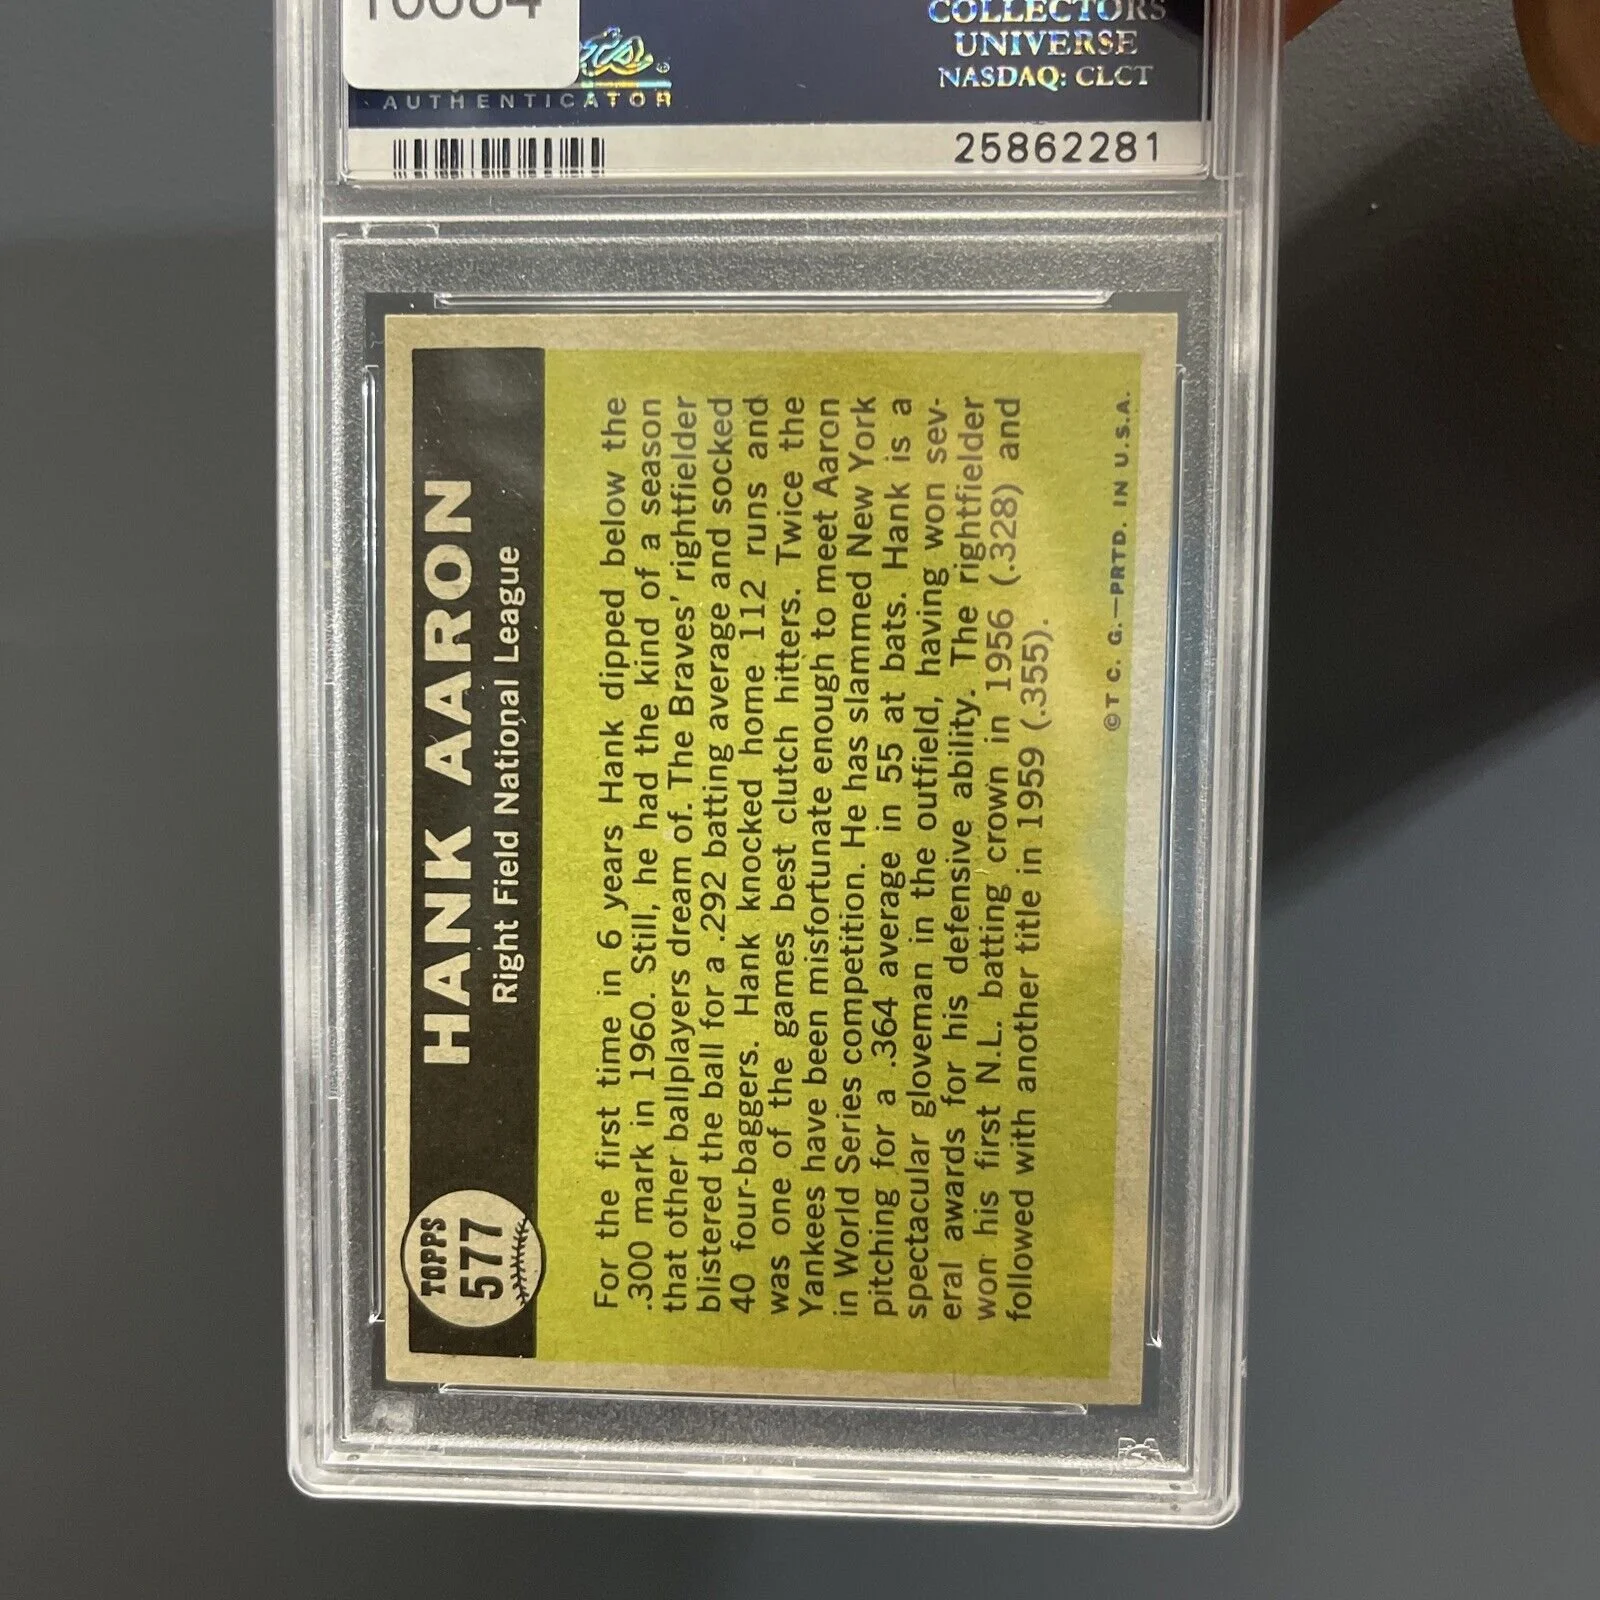 COLLECTORS
UNIVERSE
NASDAQ: CLCT
AUTHENTICATOR
25862281
TOPPS
577
HANK AARON
Right Field National League
For the first time in 6 years Hank dipped below the
.300 mark in 1960. Still, he had the kind of a season
that other ballplayers dream of. The Braves' rightfielder
blistered the ball for a .292 batting average and socked
40 four-baggers. Hank knocked home 112 runs and
was one of the games best clutch hitters. Twice the
Yankees have been misfortunate enough to meet Aaron
in World Series competition. He has slammed New York
pitching for a .364 average in 55 at bats. Hank is a
spectacular gloveman in the outfield, having won sev-
eral awards for his defensive ability. The rightfielder
won his first N.L. batting crown in 1956 (.328) and
followed with another title in 1959 (.355).
©T C. G.—PRTD. IN U.S.A.
PSA